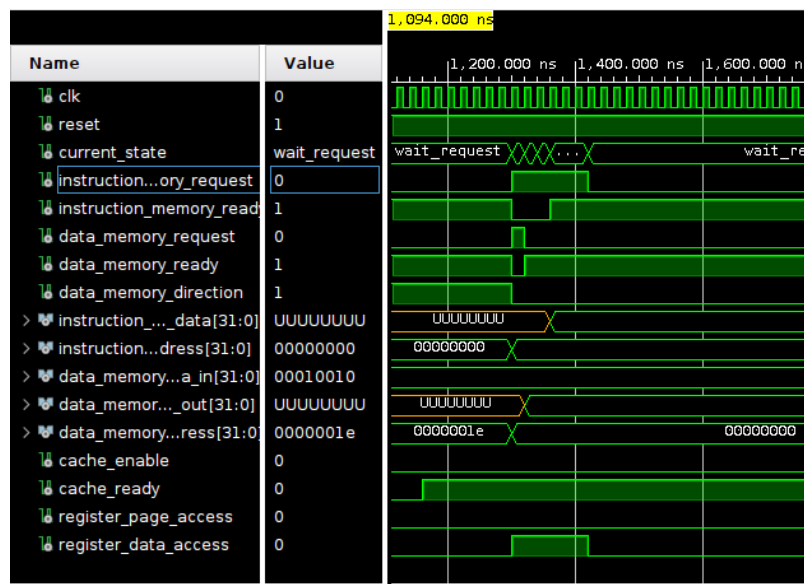 1,094.000 ns
Name Value
1,200.000 ns 1,400.000 ns 1,600.000 n
clk 0
reset 1
current_state wait_request wait_request ... wait_re
instruction...ory_request 0
instruction_memory_read 1
data_memory_request 0
data_memory_ready 1
data_memory_direction 1
instruction_..._data[31:0] UUUUUUUU UUUUUUUU
instruction...dress[31:0] 00000000 00000000
data_memory...a_in[31:0] 00010010
data_memor..._out[31:0] UUUUUUUU UUUUUUUU
data_memory...ress[31:0] 0000001e 0000001e 00000000
cache_enable 0
cache_ready 0
register_page_access 0
register_data_access 0